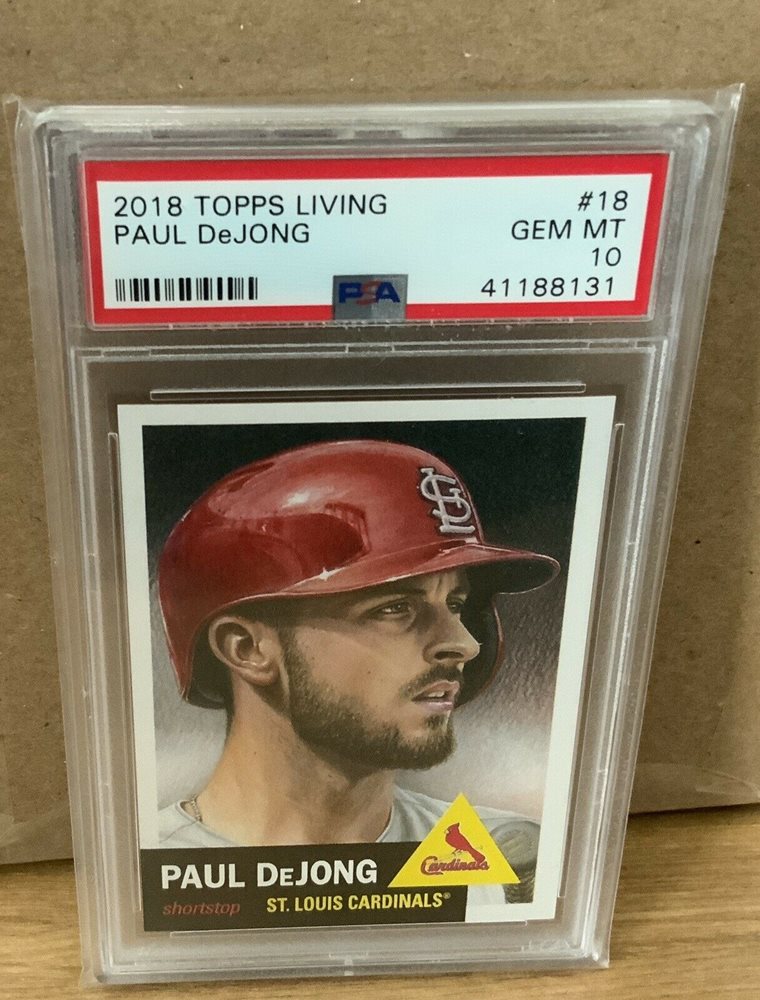 2018 TOPPS LIVING #18
PAUL DeJONG GEM MT
10
PSA 41188131
STL
Cardinals
PAUL DEJONG
shortstop ST. LOUIS CARDINALS®